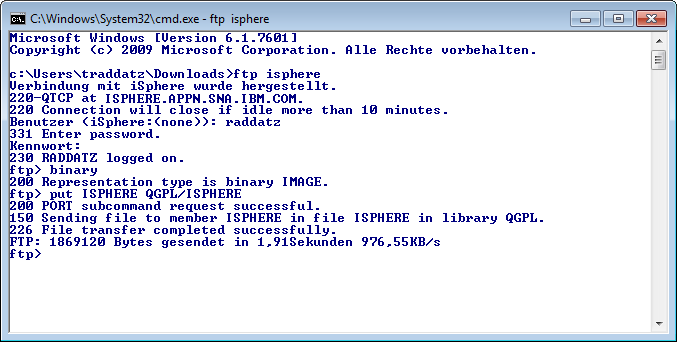 C:\Windows\System32\cmd.exe - ftp isphere
Microsoft Windows [Version 6.1.7601]
Copyright (c) 2009 Microsoft Corporation. Alle Rechte vorbehalten.
c:\Users\traddatz\Downloads>ftp isphere
Verbindung mit iSphere wurde hergestellt.
220-QTCP at ISPHERE.APPN.SNA.IBM.COM.
220 Connection will close if idle more than 10 minutes.
Benutzer (iSphere:(none)): raddatz
331 Enter password.
Kennwort:
230 RADDATZ logged on.
ftp> binary
200 Representation type is binary IMAGE.
ftp> put ISPHERE QGPL/ISPHERE
200 PORT subcommand request successful.
150 Sending file to member ISPHERE in file ISPHERE in library QGPL.
226 File transfer completed successfully.
FTP: 1869120 Bytes gesendet in 1,91Sekunden 976,55KB/s
ftp>